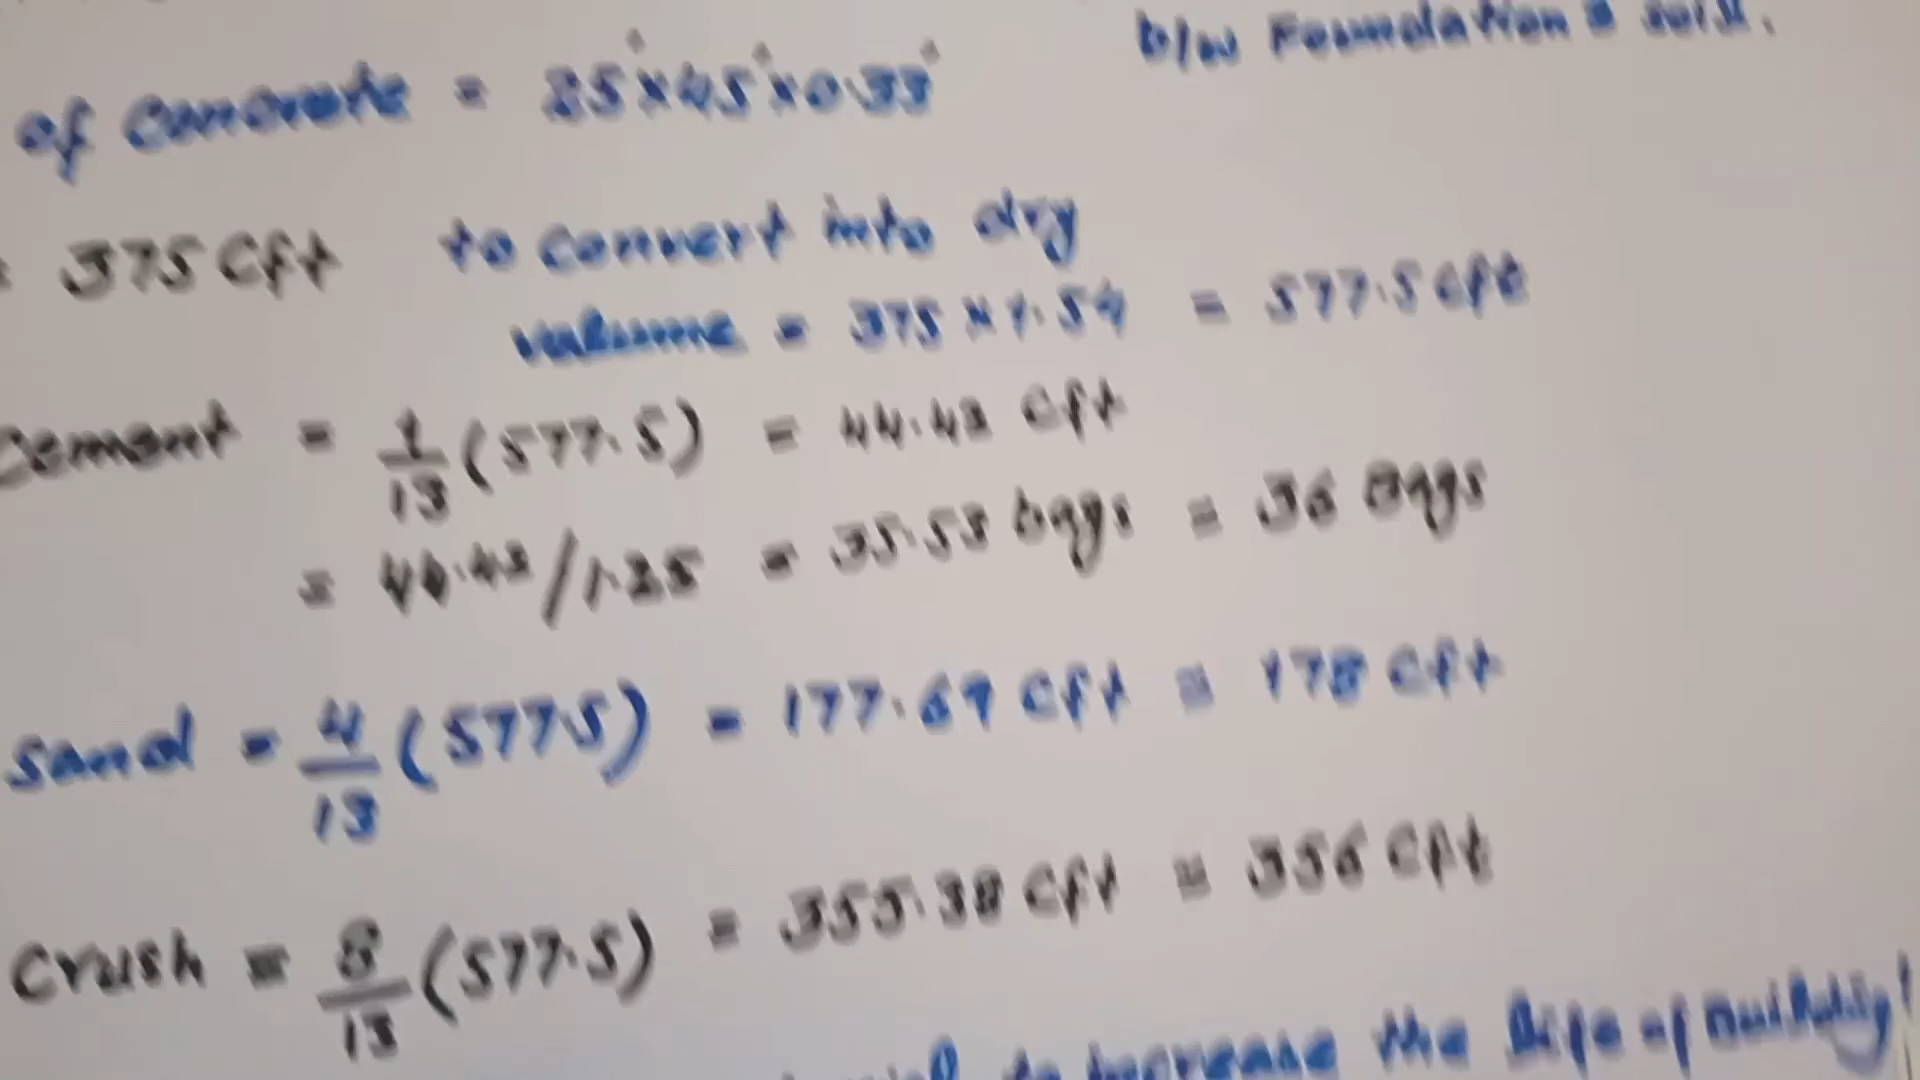 b/w Foundation & soil.
of concrete = 25'×45'×0.33'
= 375 Cft to convert into dry
volume = 375 × 1.54 = 577.5 cft
Cement = 1/13 (577.5) = 44.42 Cft
= 44.42/1.25 = 35.53 bags = 36 Bags
Sand = 4/13 (577.5) = 177.69 Cft = 178 Cft
Crush = 8/13 (577.5) = 355.38 Cft = 356 Cft
to increase the life of Building!